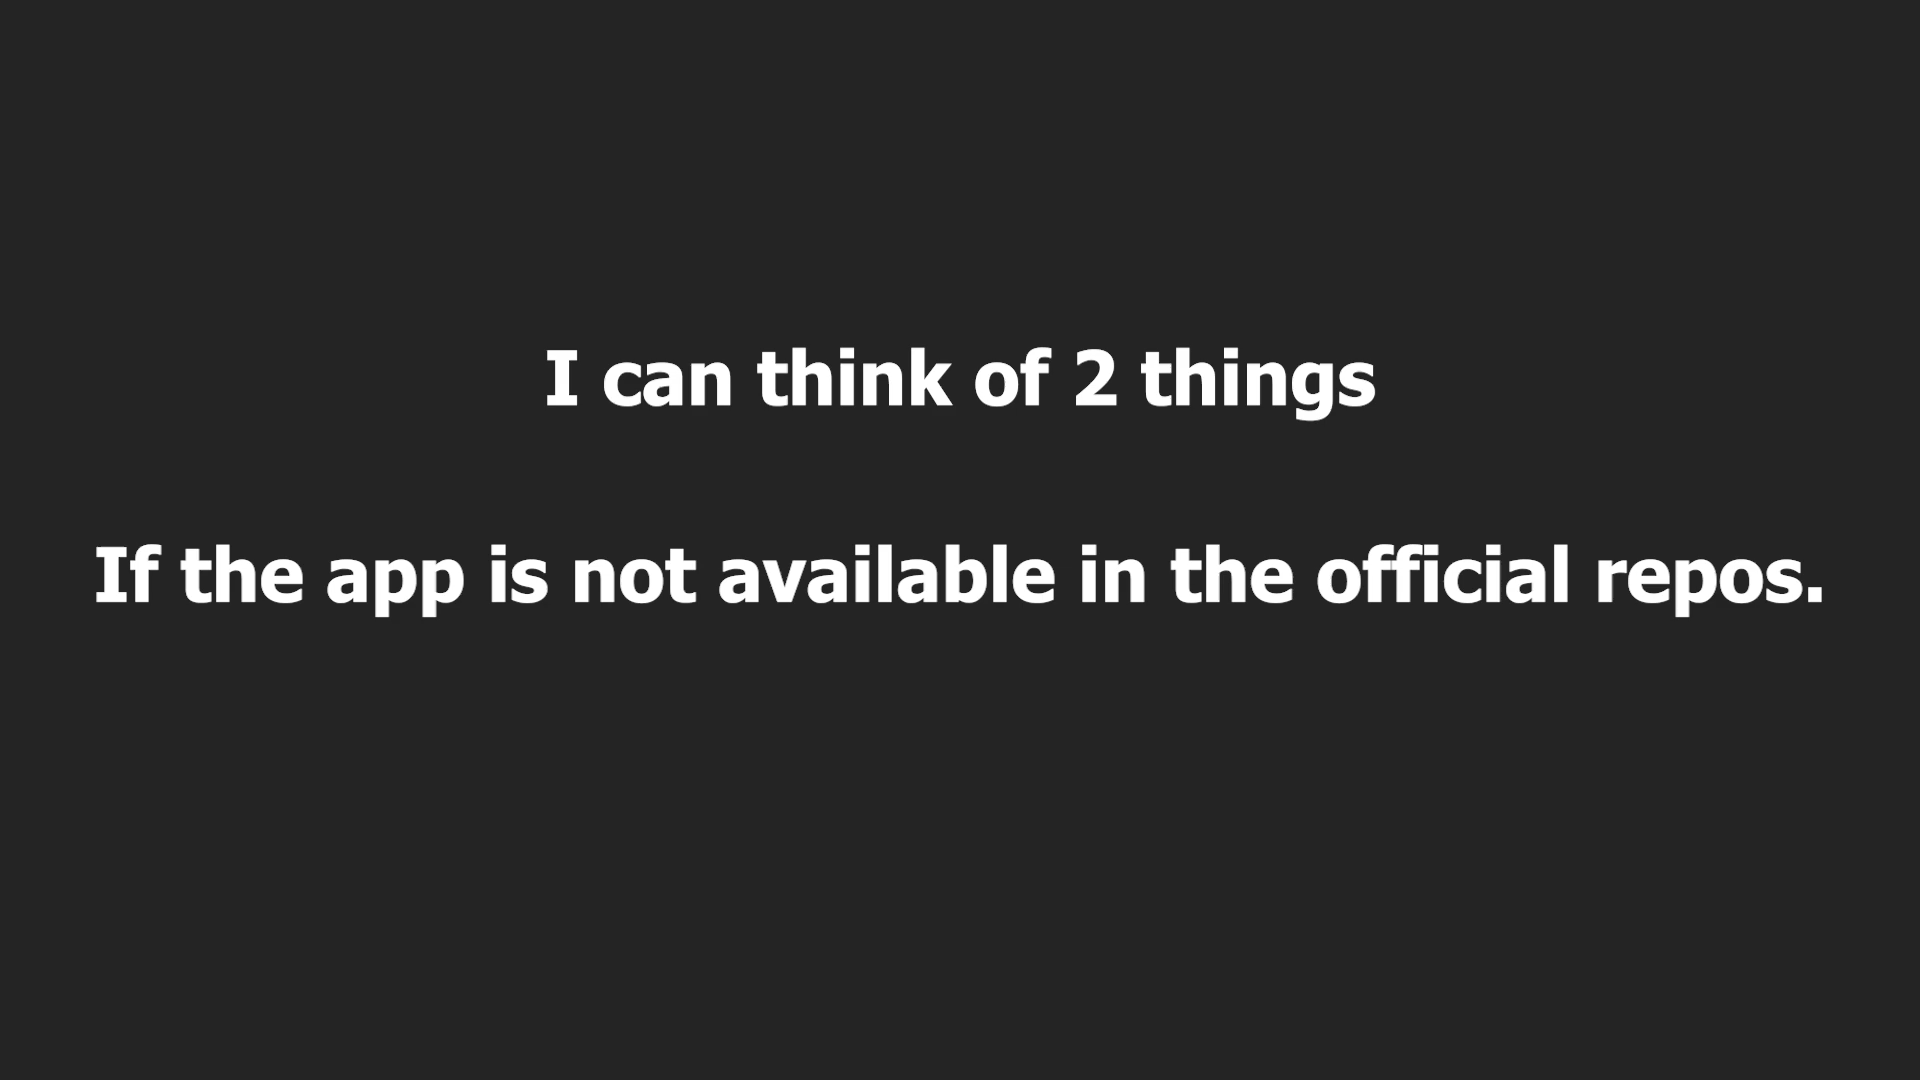 I can think of 2 things
If the app is not available in the official repos.